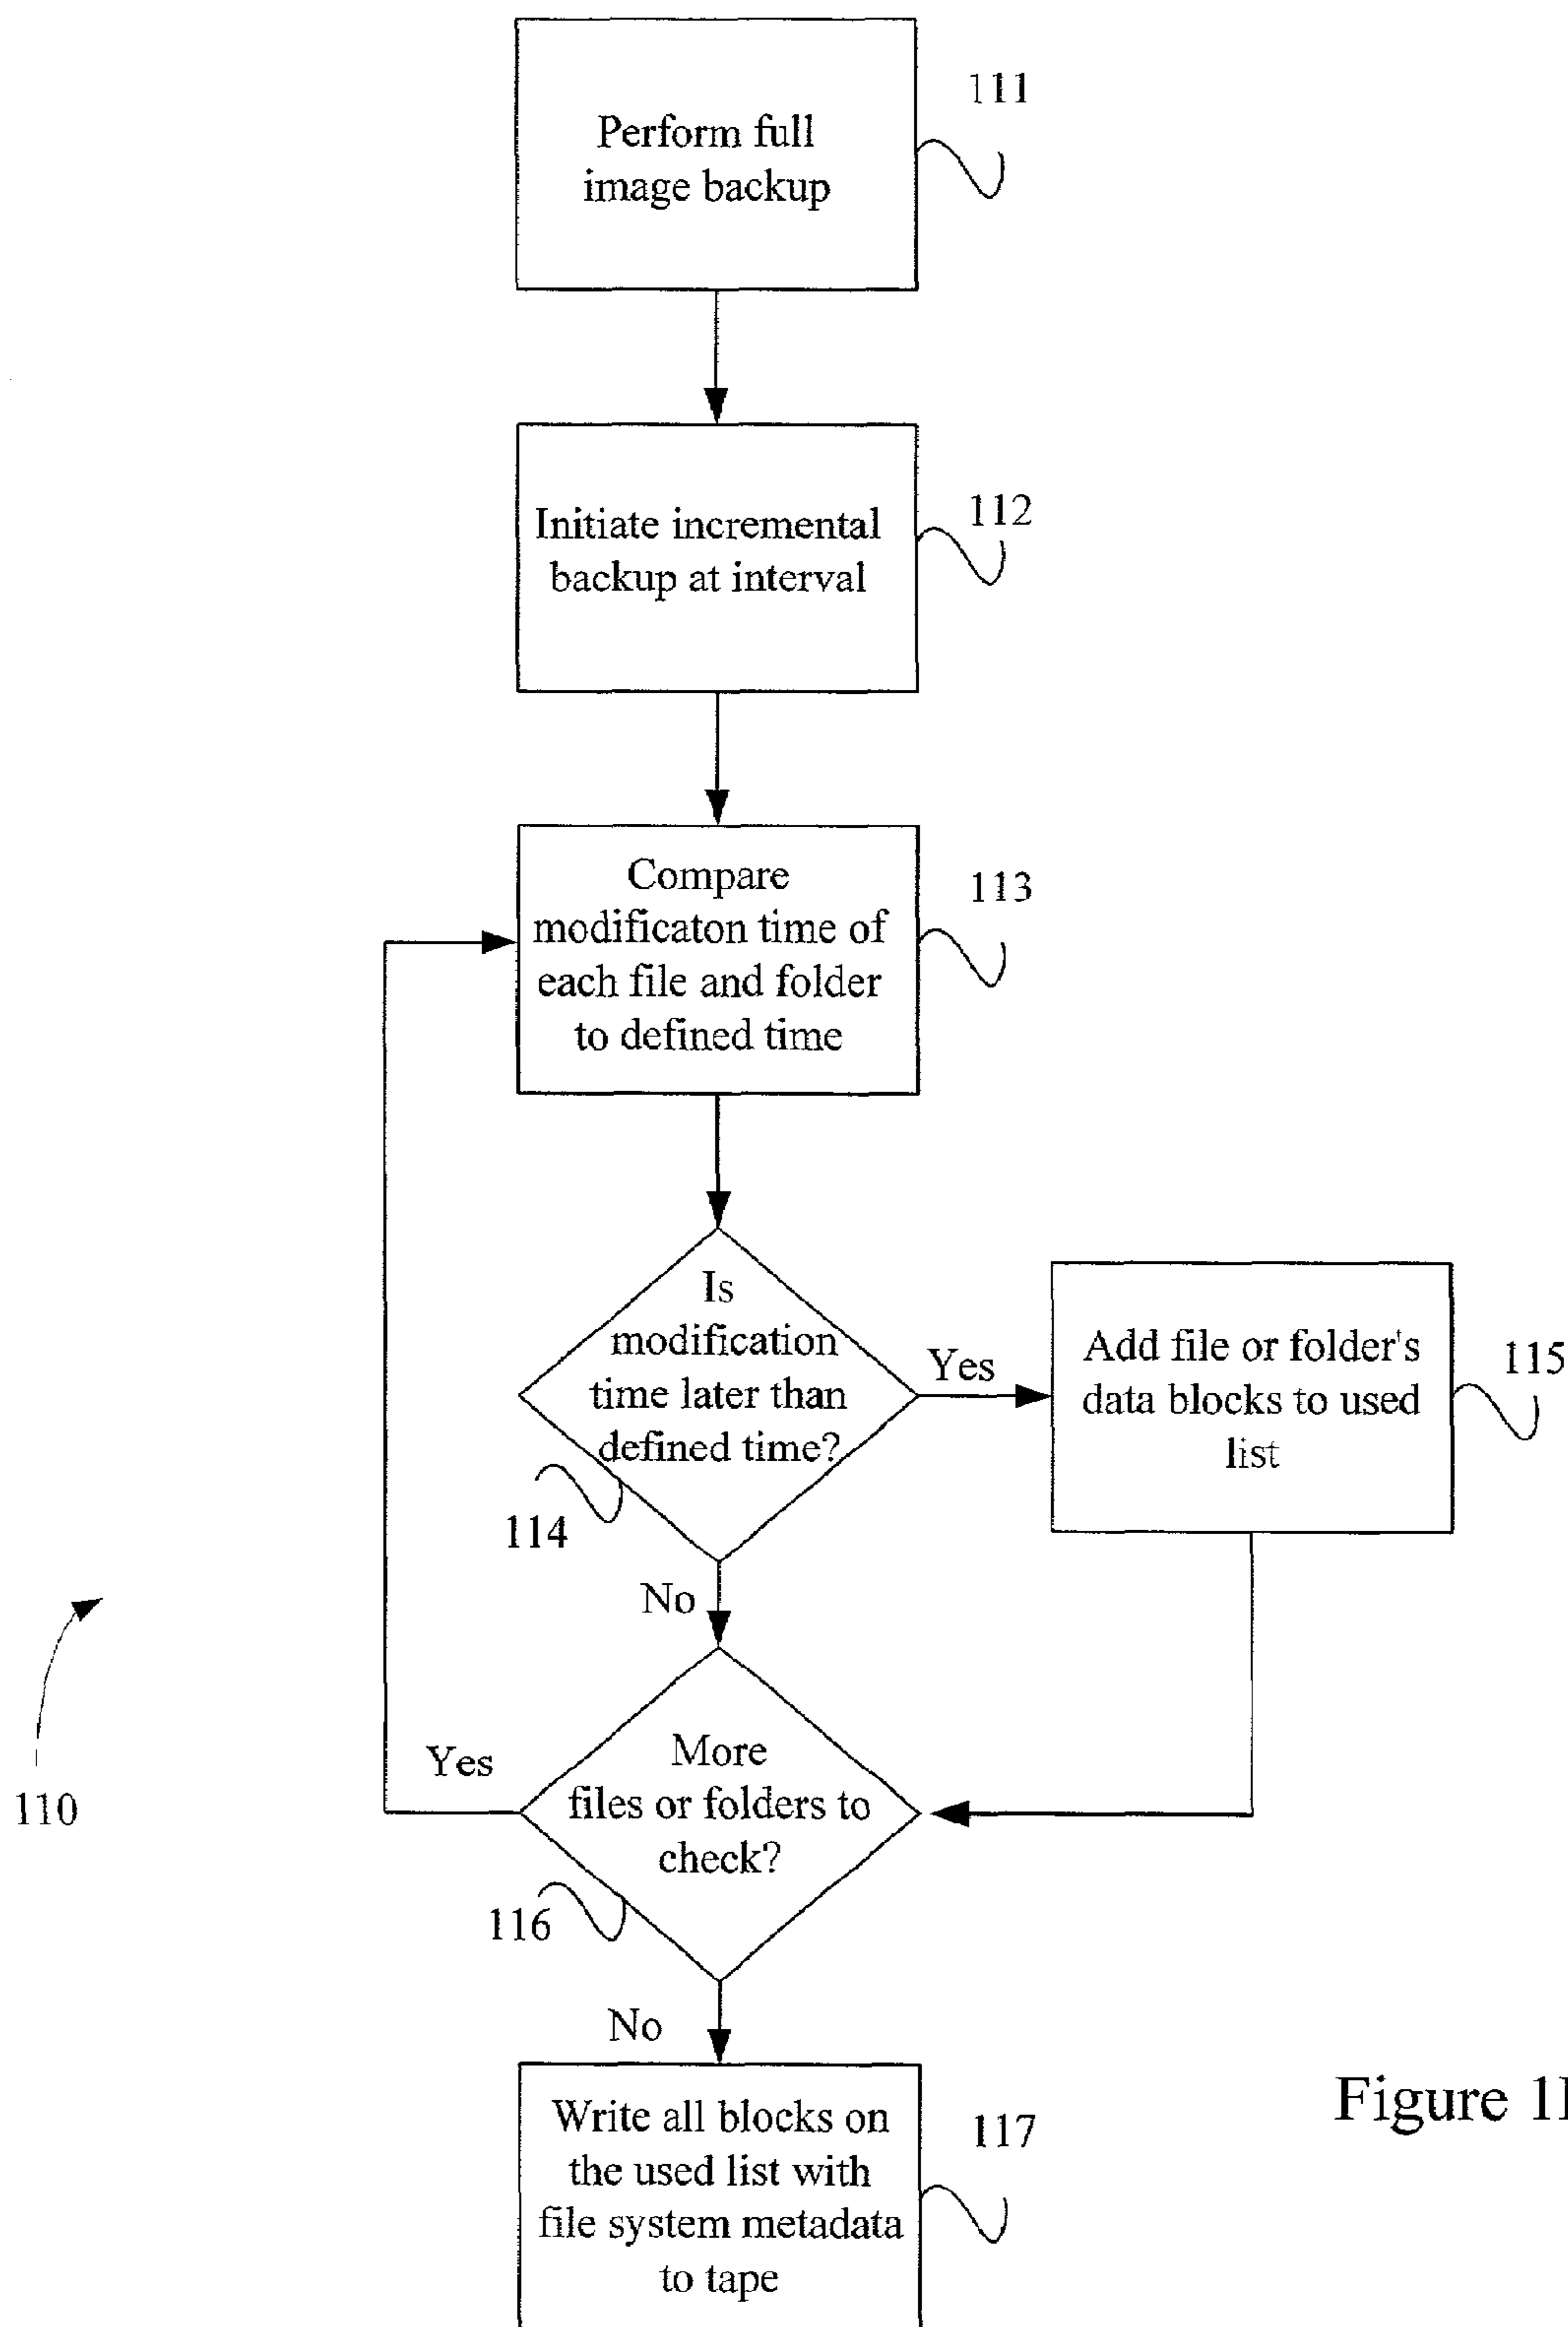 Perform full
image backup
111
Initiate incremental
backup at interval
112
Compare
modificaton time of
each file and folder
to defined time
113
Is
modification
time later than
defined time?
114
Yes
Add file or folder's
data blocks to used
list
115
No
More
files or folders to
check?
116
Yes
110
No
Write all blocks on
the used list with
file system metadata
to tape
117
Figure